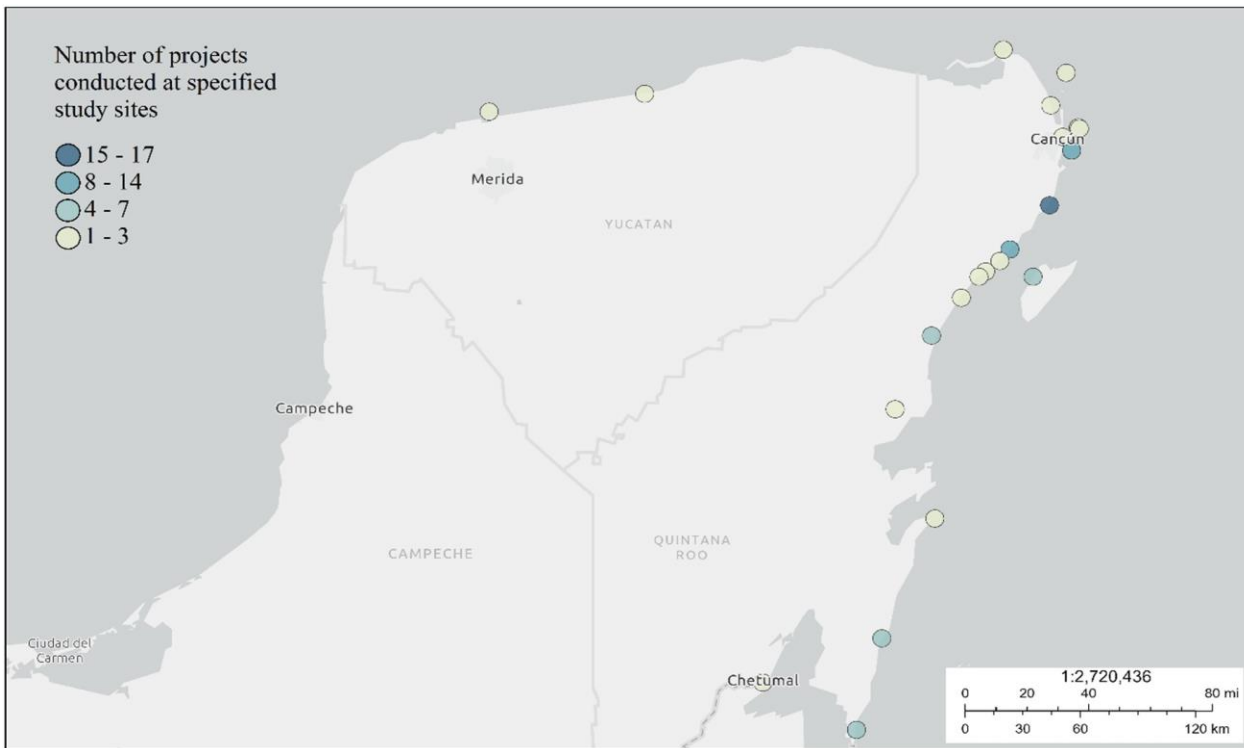 Number of projects
conducted at specified
study sites
15 - 17
8 - 14
4 - 7
1 - 3
Cancún
Merida
YUCATAN
Campeche
CAMPECHE
QUINTANA
ROO
Ciudad del
Carmen
Chetumal
1:2,720,436
0 20 40 80 mi
0 30 60 120 km